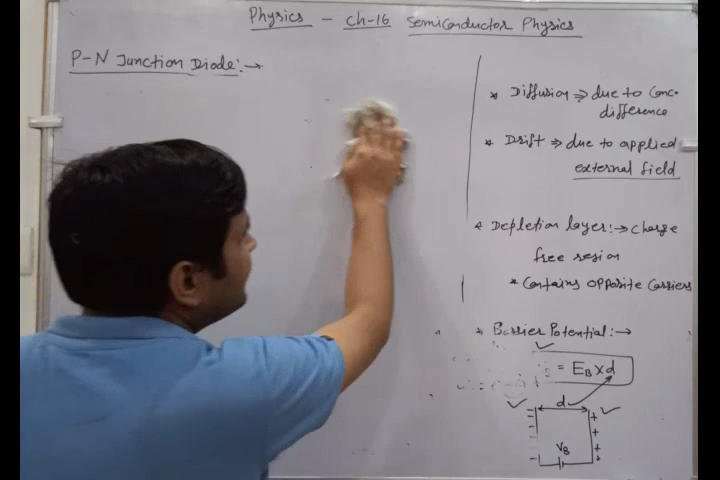 Physics - Ch-16 Semiconductor Physics
P-N Junction Diode:→
* Diffusion ⇒ due to Conc.
difference
* Drift ⇒ due to applied
external field
* Depletion layer:→ charge
free region
* Contains opposite Carriers
* Barrier Potential:→
= E_B × d
d
V_B